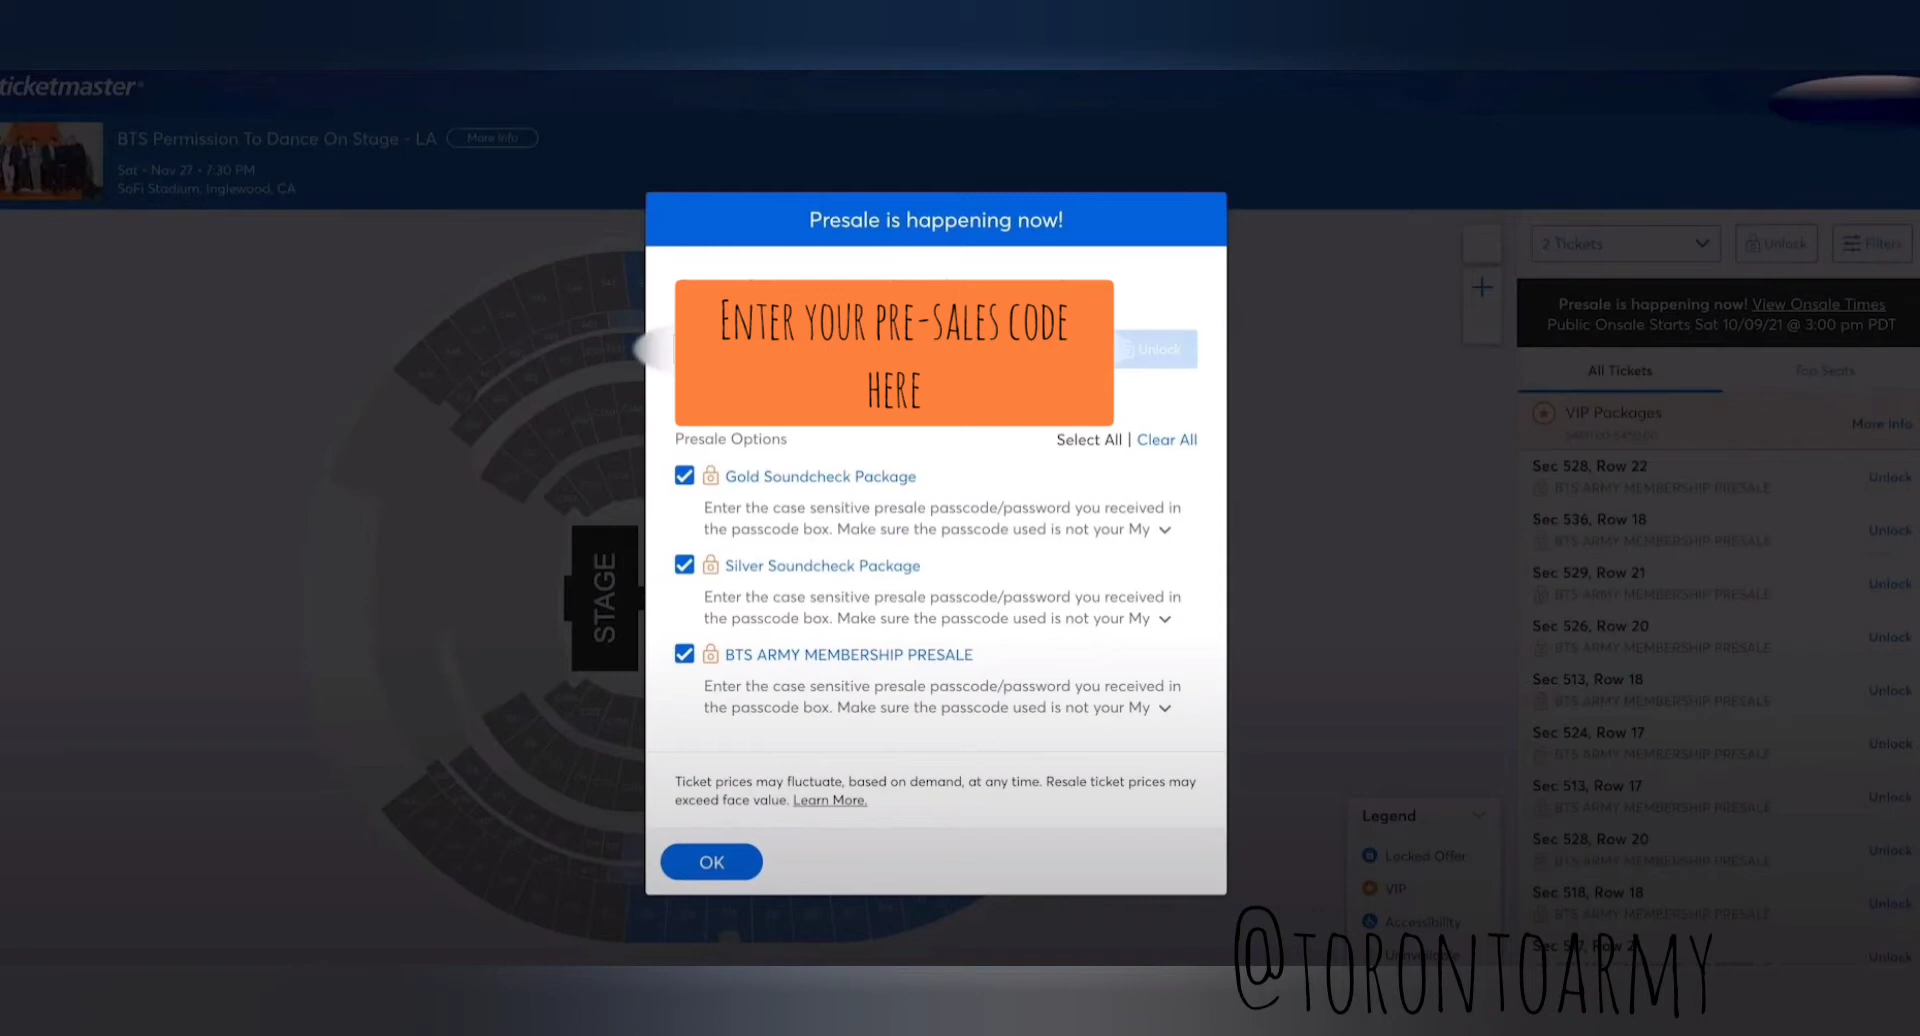 ticketmaster®
BTS Permission To Dance On Stage - LA
More Info
Sat • Nov 27 • 7:30 PM
SoFi Stadium, Inglewood, CA
Presale is happening now!
Enter your pre-sales code
here
Unlock
Presale Options
Select All | Clear All
Gold Soundcheck Package
Enter the case sensitive presale passcode/password you received in
the passcode box. Make sure the passcode used is not your My
Silver Soundcheck Package
Enter the case sensitive presale passcode/password you received in
the passcode box. Make sure the passcode used is not your My
BTS ARMY MEMBERSHIP PRESALE
Enter the case sensitive presale passcode/password you received in
the passcode box. Make sure the passcode used is not your My
Ticket prices may fluctuate, based on demand, at any time. Resale ticket prices may
exceed face value. Learn More.
OK
STAGE
2 Tickets
Unlock
Filters
Presale is happening now! View Onsale Times
Public Onsale Starts Sat 10/09/21 @ 3:00 pm PDT
All Tickets
Top Seats
VIP Packages
More Info
Sec 528, Row 22
BTS ARMY MEMBERSHIP PRESALE
Unlock
Sec 536, Row 18
BTS ARMY MEMBERSHIP PRESALE
Unlock
Sec 529, Row 21
BTS ARMY MEMBERSHIP PRESALE
Unlock
Sec 526, Row 20
BTS ARMY MEMBERSHIP PRESALE
Unlock
Sec 513, Row 18
BTS ARMY MEMBERSHIP PRESALE
Unlock
Sec 524, Row 17
BTS ARMY MEMBERSHIP PRESALE
Unlock
Sec 513, Row 17
BTS ARMY MEMBERSHIP PRESALE
Unlock
Sec 528, Row 20
BTS ARMY MEMBERSHIP PRESALE
Unlock
Sec 518, Row 18
BTS ARMY MEMBERSHIP PRESALE
Unlock
Unlock
Legend
Locked Offer
VIP
Accessibility
Unavailable
@TORONTOARMY